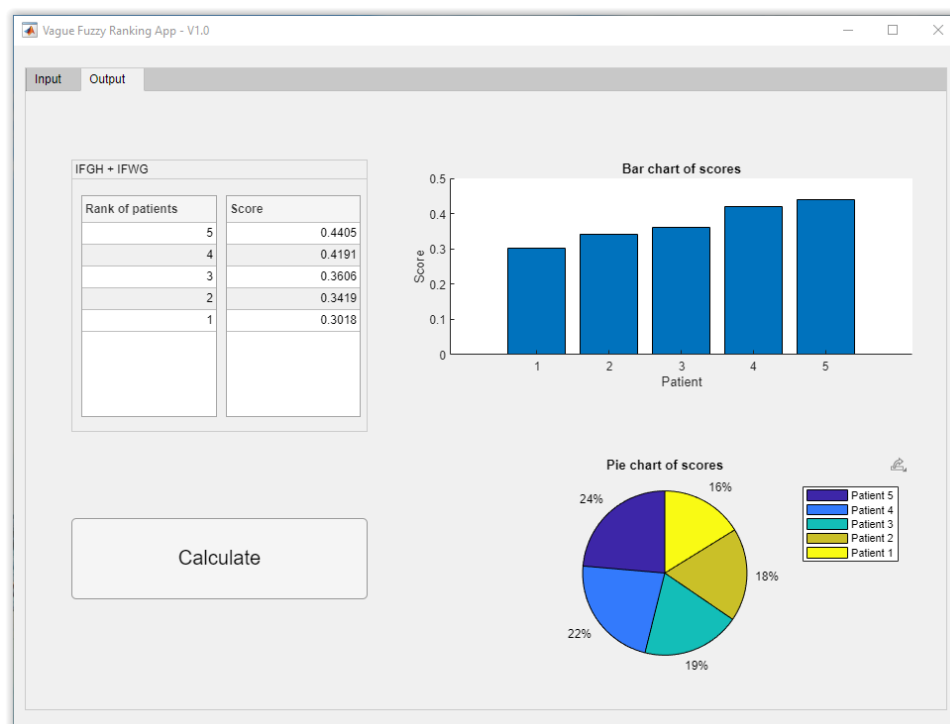 Vague Fuzzy Ranking App - V1.0
Input Output
IFGH + IFWG
Rank of patients Score
5 0.4405
4 0.4191
3 0.3606
2 0.3419
1 0.3018
Calculate
Bar chart of scores
0.5
0.4
0.3
0.2
0.1
0
Score
1 2 3 4 5
Patient
Pie chart of scores
24%
16%
18%
22%
19%
Patient 5
Patient 4
Patient 3
Patient 2
Patient 1